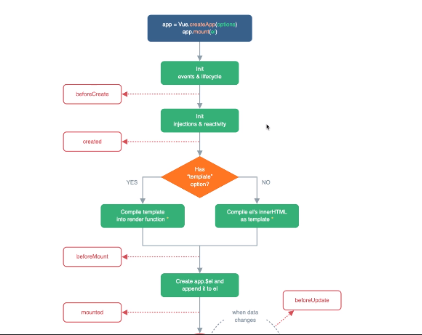 app = Vue.createApp(options)
app.mount(el)
Init
events & lifecycle
beforeCreate
Init
injections & reactivity
created
Has
"template"
option?
YES
NO
Compile template
into render function *
Compile el's innerHTML
as template *
beforeMount
Create app.$el and
append it to el
mounted
when data
changes
beforeUpdate